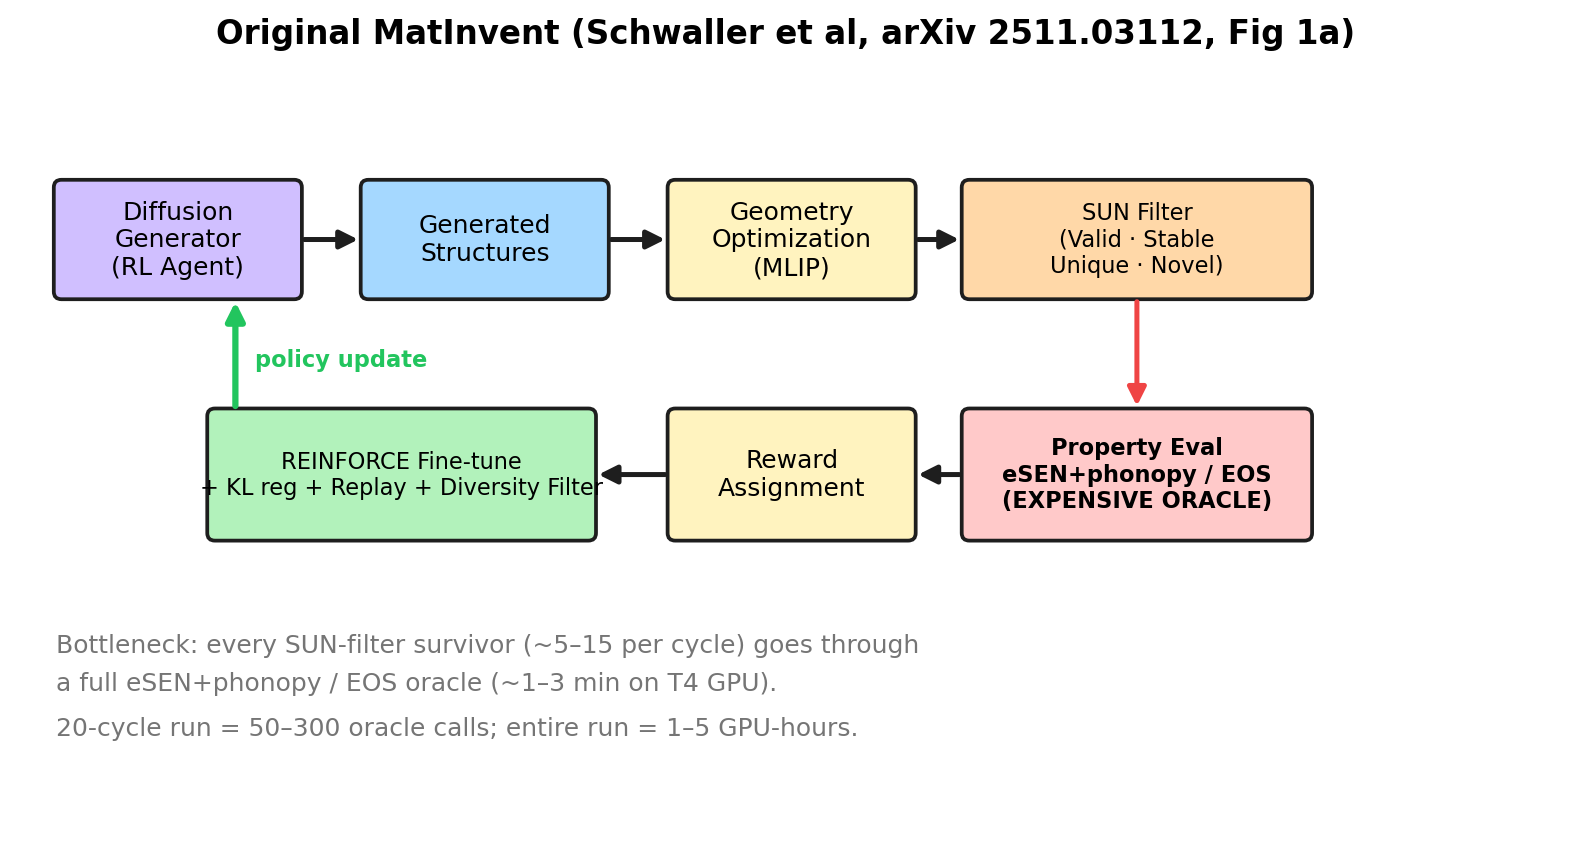 Original MatInvent (Schwaller et al, arXiv 2511.03112, Fig 1a)
Diffusion
Generator
(RL Agent)
Generated
Structures
Geometry
Optimization
(MLIP)
SUN Filter
(Valid · Stable
Unique · Novel)
policy update
REINFORCE Fine-tune
+ KL reg + Replay + Diversity Filter
Reward
Assignment
Property Eval
eSEN+phonopy / EOS
(EXPENSIVE ORACLE)
Bottleneck: every SUN-filter survivor (~5–15 per cycle) goes through
a full eSEN+phonopy / EOS oracle (~1–3 min on T4 GPU).
20-cycle run = 50–300 oracle calls; entire run = 1–5 GPU-hours.